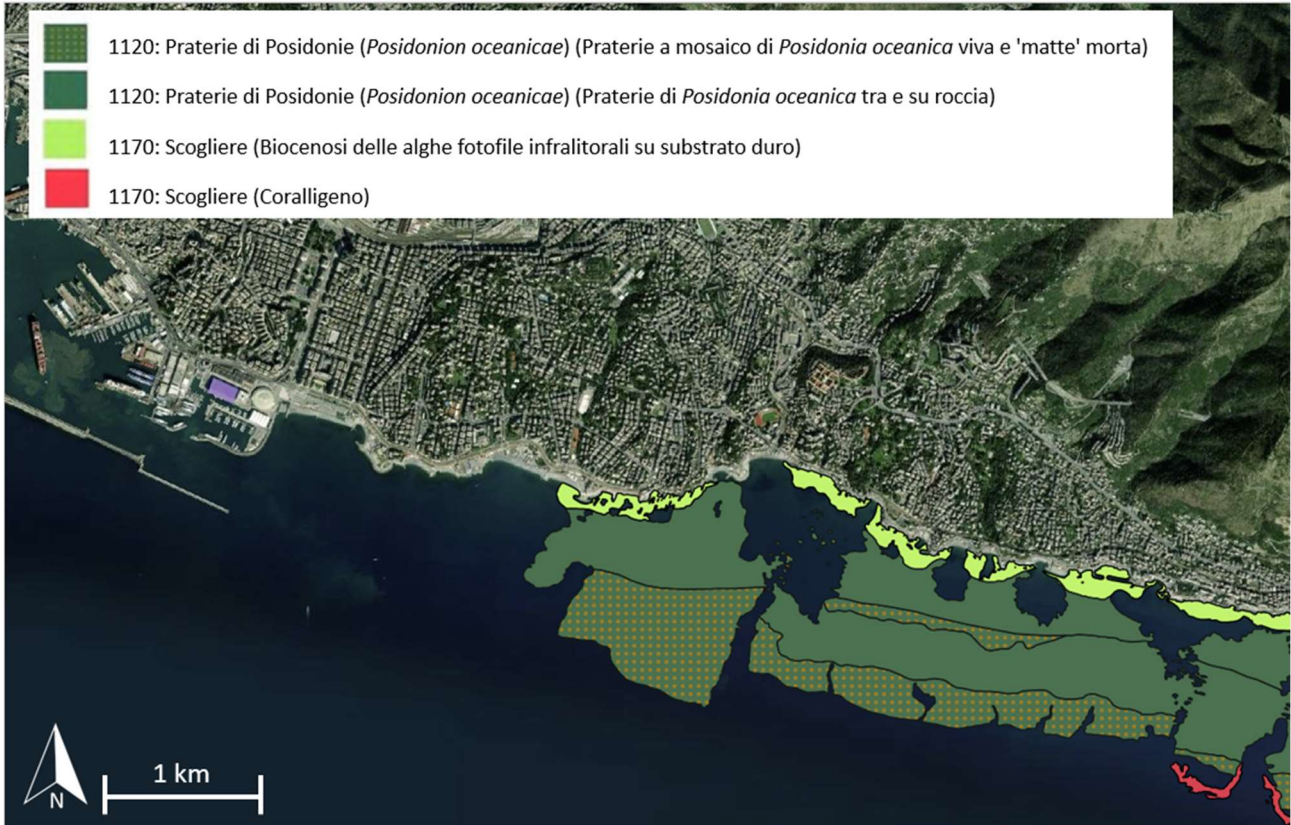 1120: Praterie di Posidonie (Posidonion oceanicae) (Praterie a mosaico di Posidonia oceanica viva e 'matte' morta)
1120: Praterie di Posidonie (Posidonion oceanicae) (Praterie di Posidonia oceanica tra e su roccia)
1170: Scogliere (Biocenosi delle alghe fotofile infralitorali su substrato duro)
1170: Scogliere (Coralligeno)
1 km
N